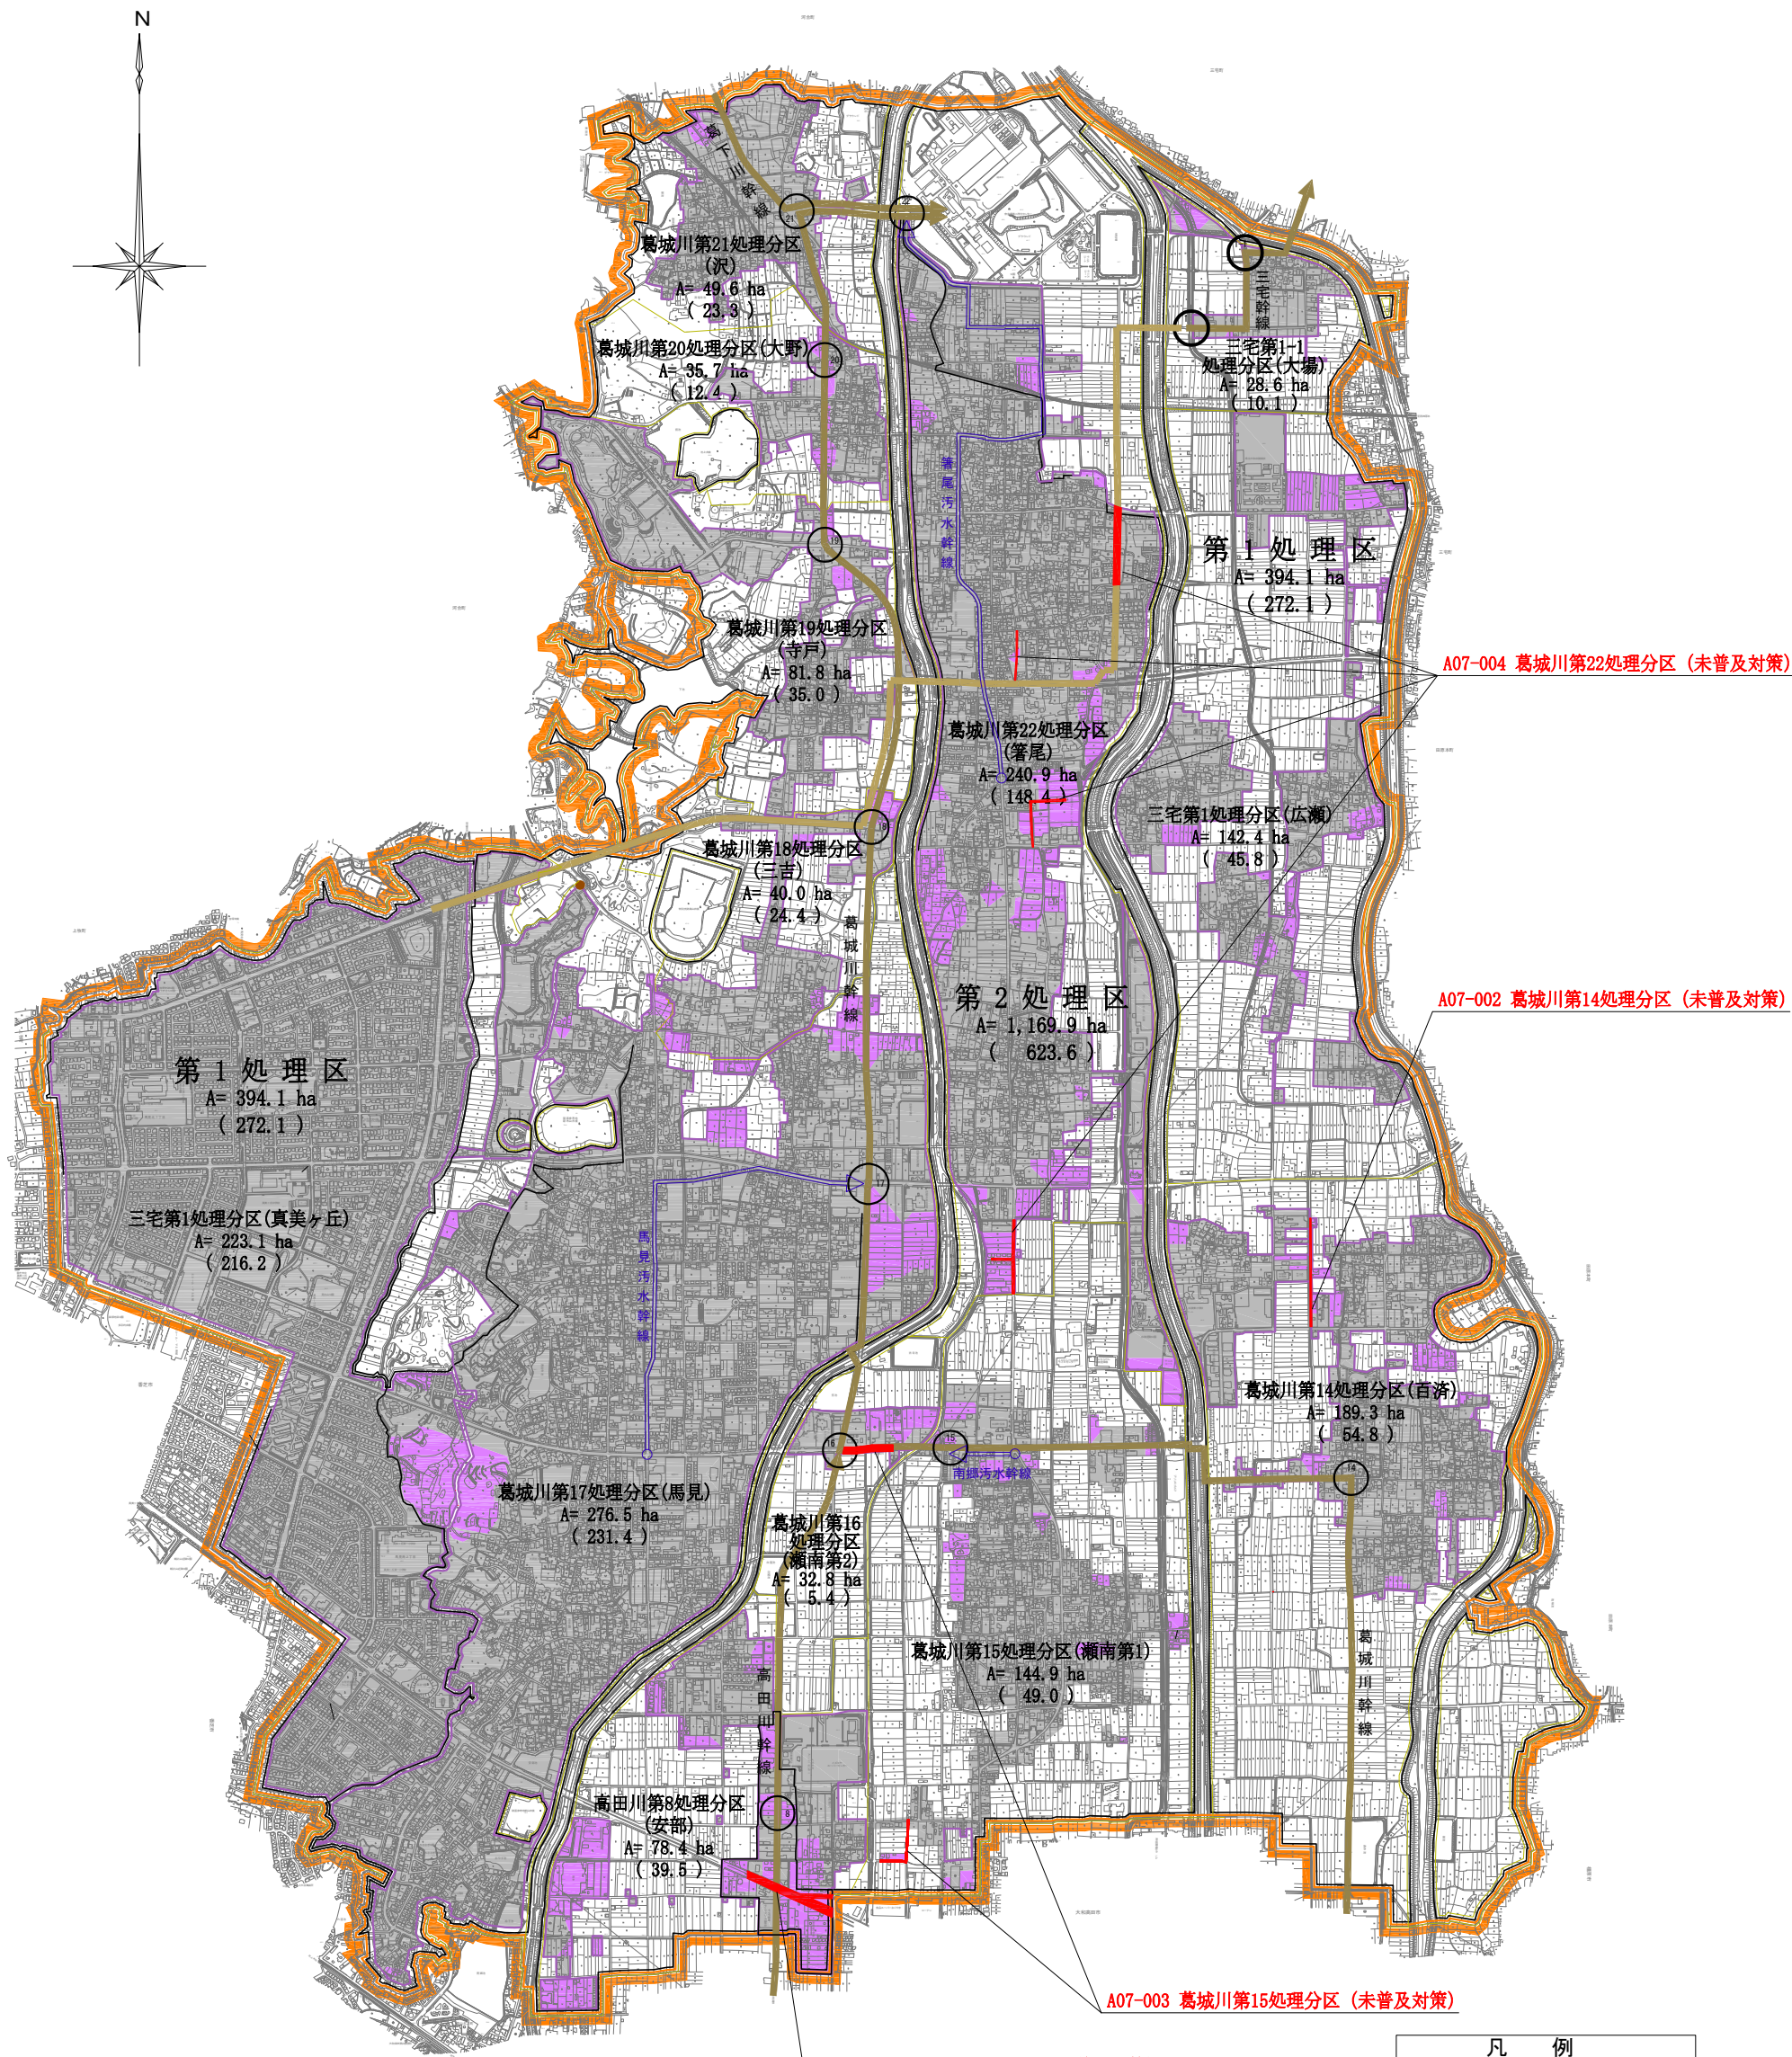 N
葛下川幹線
21
22
葛城川第21処理分区
(沢)
A= 49.6 ha
( 23.3 )
三宅幹線
葛城川第20処理分区(大野)
A= 35.7 ha
( 12.4 )
20
三宅第1-1
処理分区(大場)
A= 28.6 ha
( 10.1 )
箸尾汚水幹線
19
第 1 処 理 区
A= 394.1 ha
( 272.1 )
葛城川第19処理分区
(寺戸)
A= 81.8 ha
( 35.0 )
A07-004 葛城川第22処理分区 (未普及対策)
葛城川第22処理分区
(箸尾)
A= 240.9 ha
( 148.4 )
三宅第1処理分区(広瀬)
A= 142.4 ha
( 45.8 )
18
葛城川第18処理分区
(三吉)
A= 40.0 ha
( 24.4 )
葛城川幹線
第 2 処 理 区
A= 1,169.9 ha
( 623.6 )
A07-002 葛城川第14処理分区 (未普及対策)
第 1 処 理 区
A= 394.1 ha
( 272.1 )
17
三宅第1処理分区(真美ヶ丘)
A= 223.1 ha
( 216.2 )
馬見汚水幹線
葛城川第14処理分区(百済)
A= 189.3 ha
( 54.8 )
16
15
南郷汚水幹線
14
葛城川第17処理分区(馬見)
A= 276.5 ha
( 231.4 )
葛城川第16
処理分区
(瀬南第2)
A= 32.8 ha
( 5.4 )
葛城川第15処理分区(瀬南第1)
A= 144.9 ha
( 49.0 )
葛城川幹線
高田川幹線
高田川第8処理分区
(安部)
A= 78.4 ha
( 39.5 )
8
A07-003 葛城川第15処理分区 (未普及対策)
凡 例